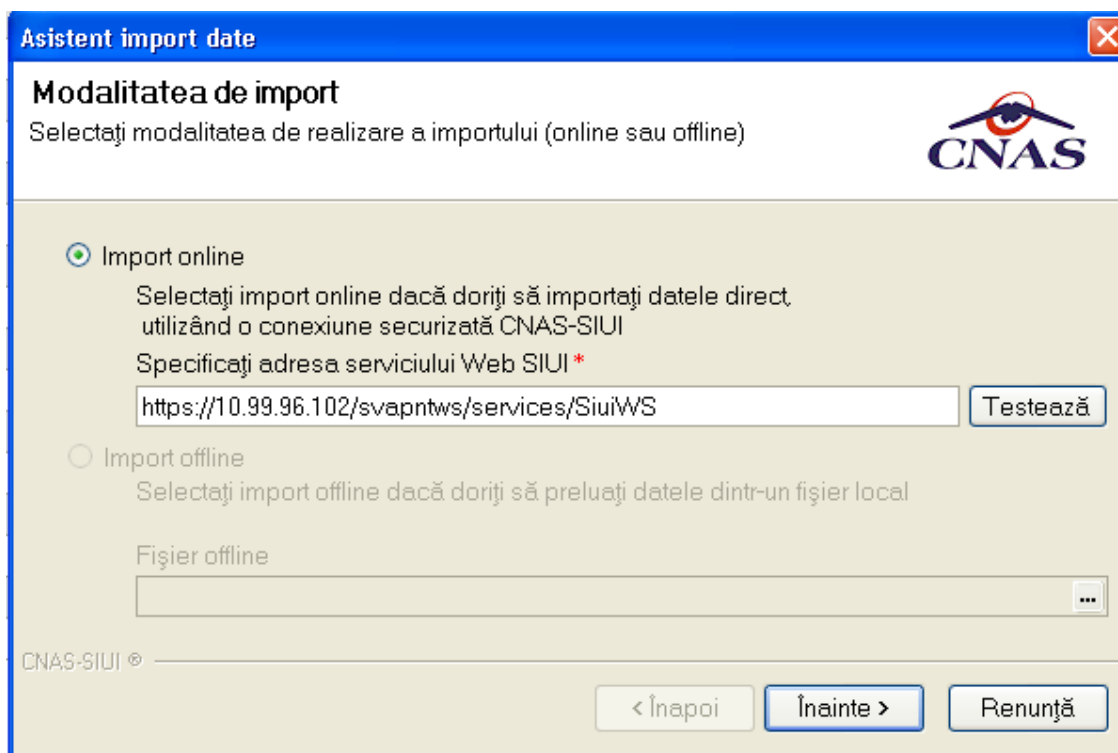 Asistent import date
Modalitatea de import
Selectaţi modalitatea de realizare a importului (online sau offline)
CNAS
Import online
Selectaţi import online dacă doriţi să importaţi datele direct,
utilizând o conexiune securizată CNAS-SIUI
Specificaţi adresa serviciului Web SIUI *
https://10.99.96.102/svapntws/services/SiuiWS
Testează
Import offline
Selectaţi import offline dacă doriţi să preluaţi datele dintr-un fişier local
Fişier offline
...
CNAS-SIUI ®
< Înapoi
Înainte >
Renunţă